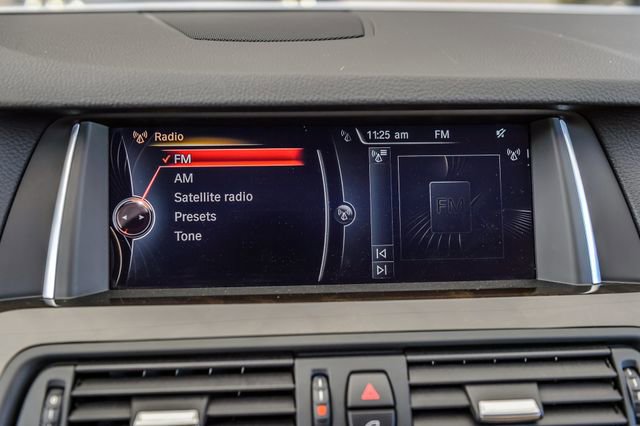 Radio
11:25 am FM
FM
AM
Satellite radio
Presets
Tone
FM